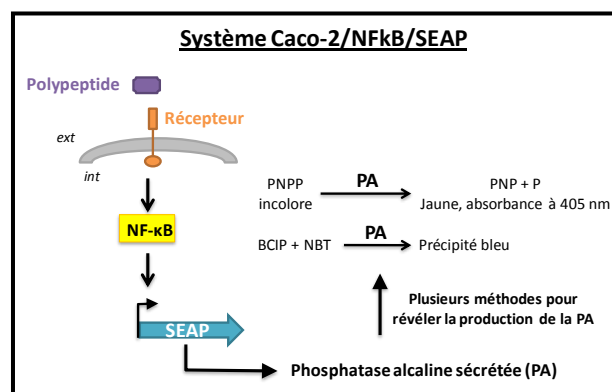 Système Caco-2/NFkB/SEAP
Polypeptide
Récepteur
ext
int
NF-κB
SEAP
PNPP
incolore
PA
PNP + P
Jaune, absorbance à 405 nm
BCIP + NBT
PA
Précipité bleu
Plusieurs méthodes pour
révéler la production de la PA
Phosphatase alcaline sécrétée (PA)